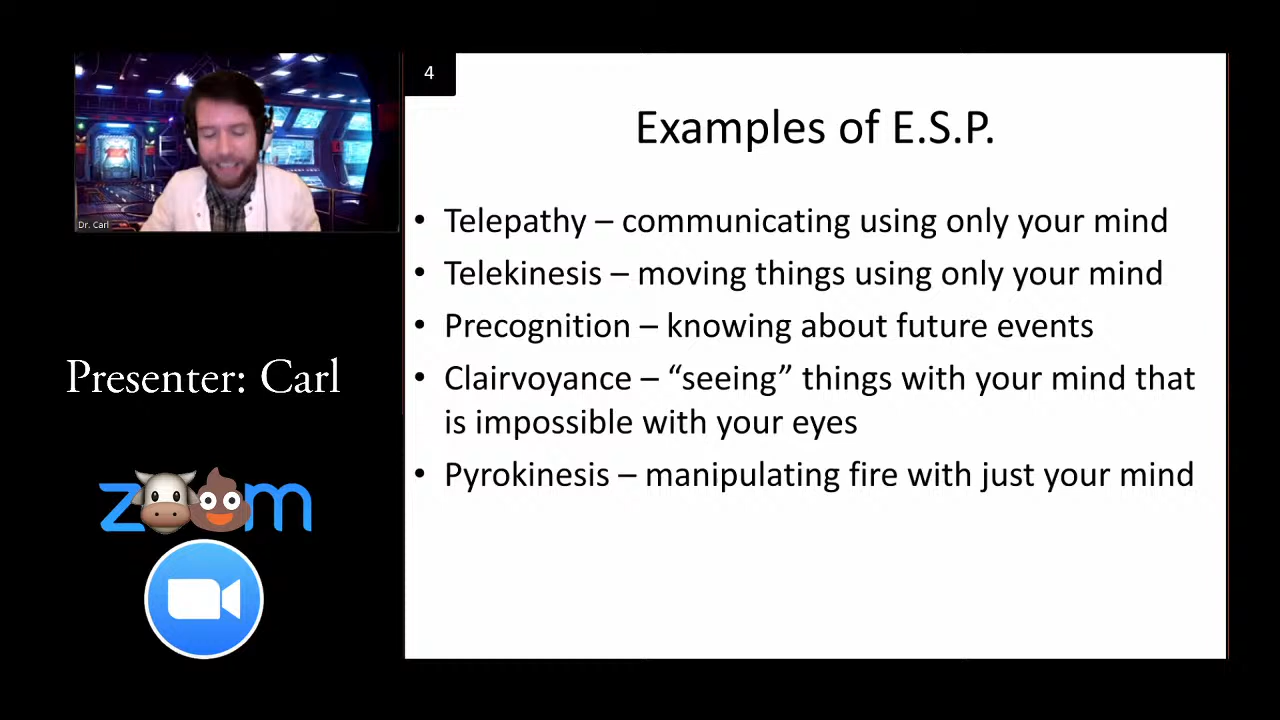 4
Examples of E.S.P.
• Telepathy – communicating using only your mind
• Telekinesis – moving things using only your mind
• Precognition – knowing about future events
• Clairvoyance – “seeing” things with your mind that
is impossible with your eyes
• Pyrokinesis – manipulating fire with just your mind
Dr. Carl
Presenter: Carl
z🐮💩m